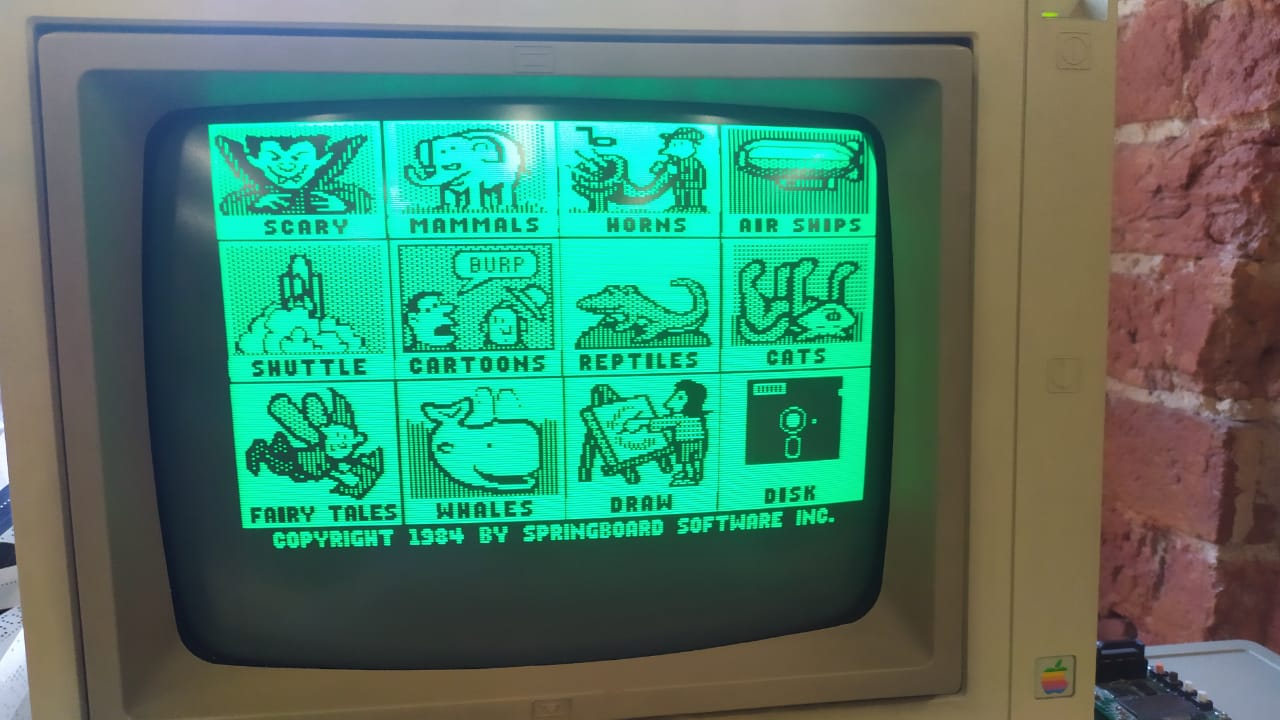 SCARY MAMMALS HORNS AIR SHIPS
BURP
SHUTTLE CARTOONS REPTILES CATS
FAIRY TALES WHALES DRAW DISK
COPYRIGHT 1984 BY SPRINGBOARD SOFTWARE INC.